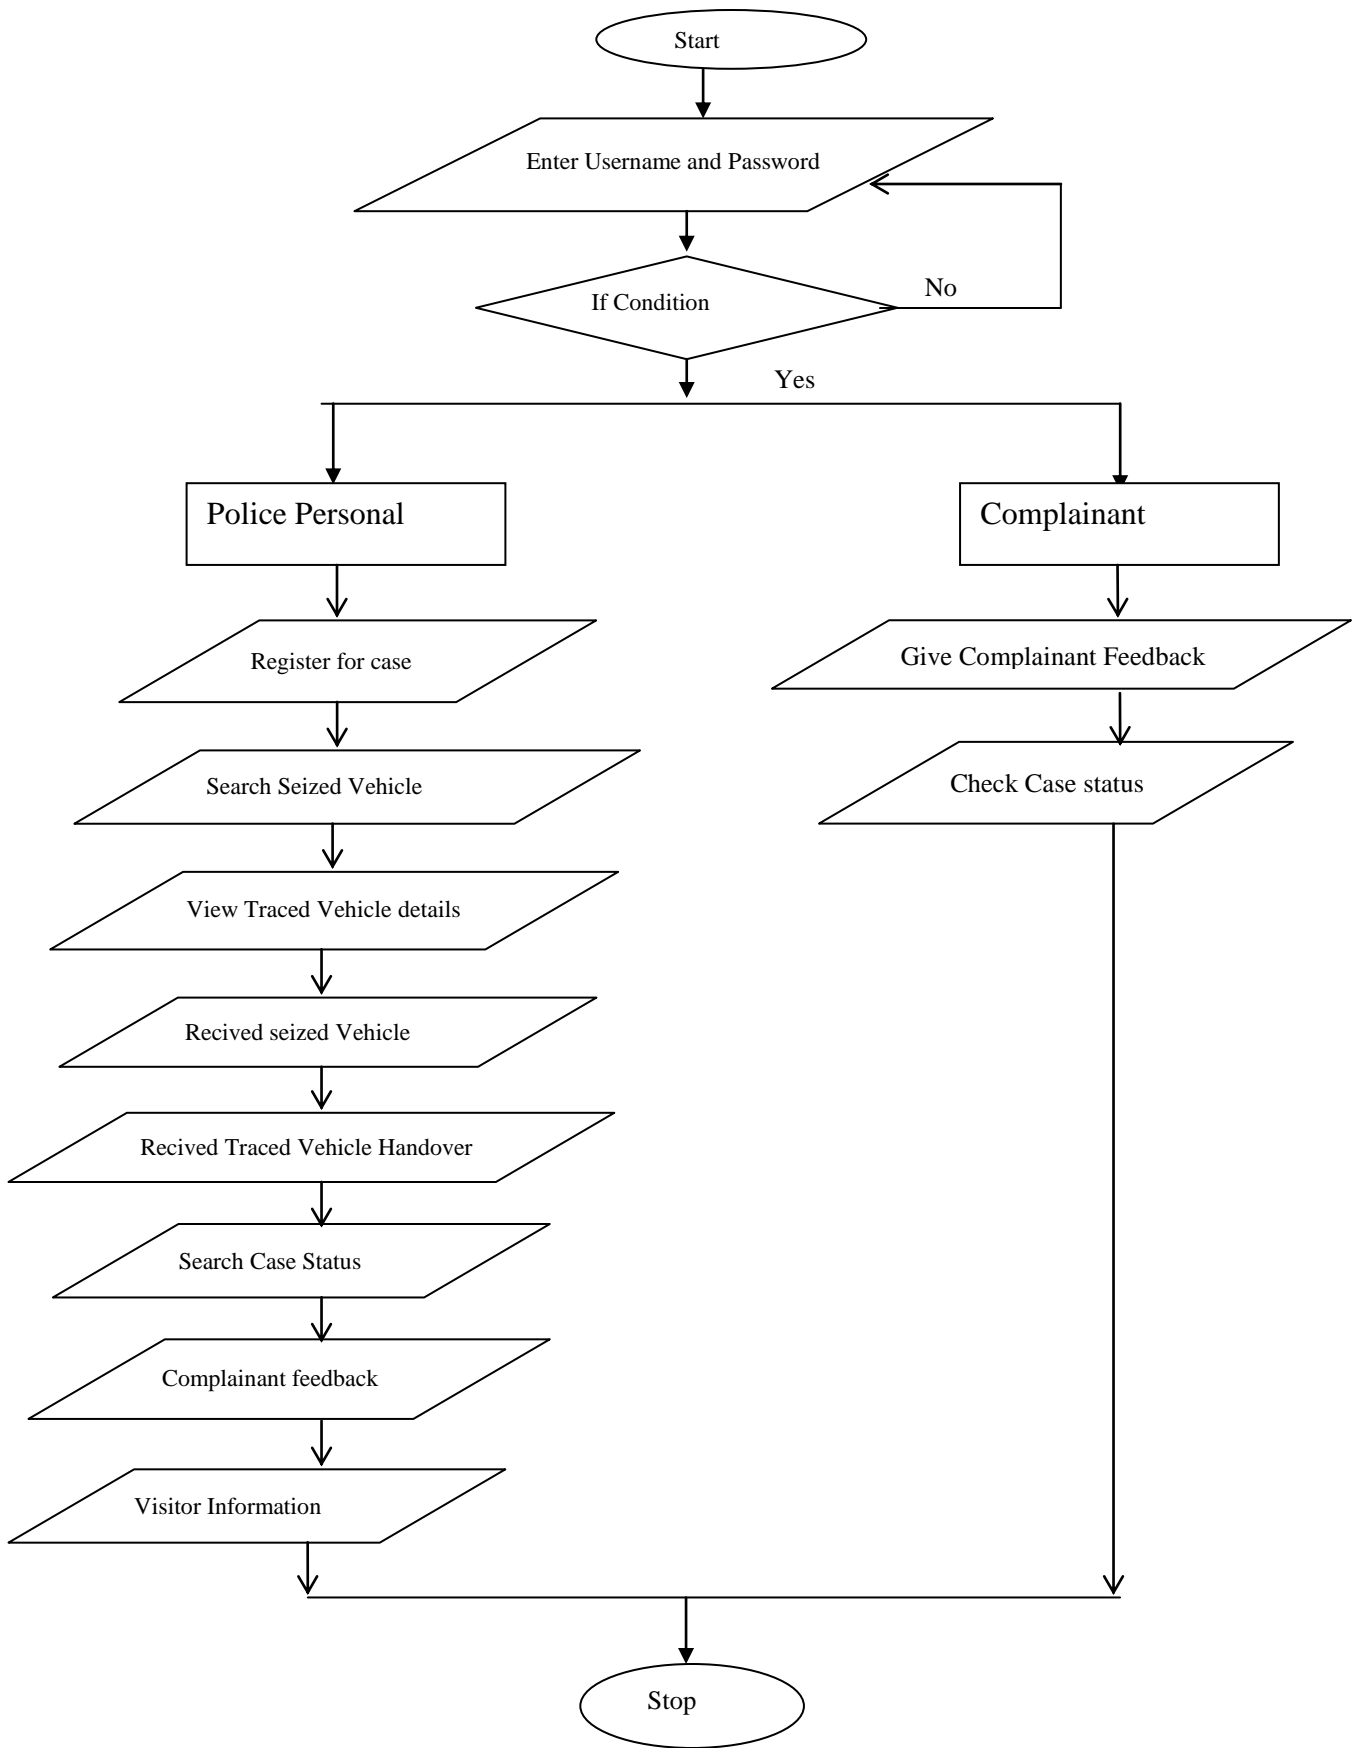 Start
Enter Username and Password
If Condition
No
Yes
Police Personal
Register for case
Search Seized Vehicle
View Traced Vehicle details
Recived seized Vehicle
Recived Traced Vehicle Handover
Search Case Status
Complainant feedback
Visitor Information
Complainant
Give Complainant Feedback
Check Case status
Stop